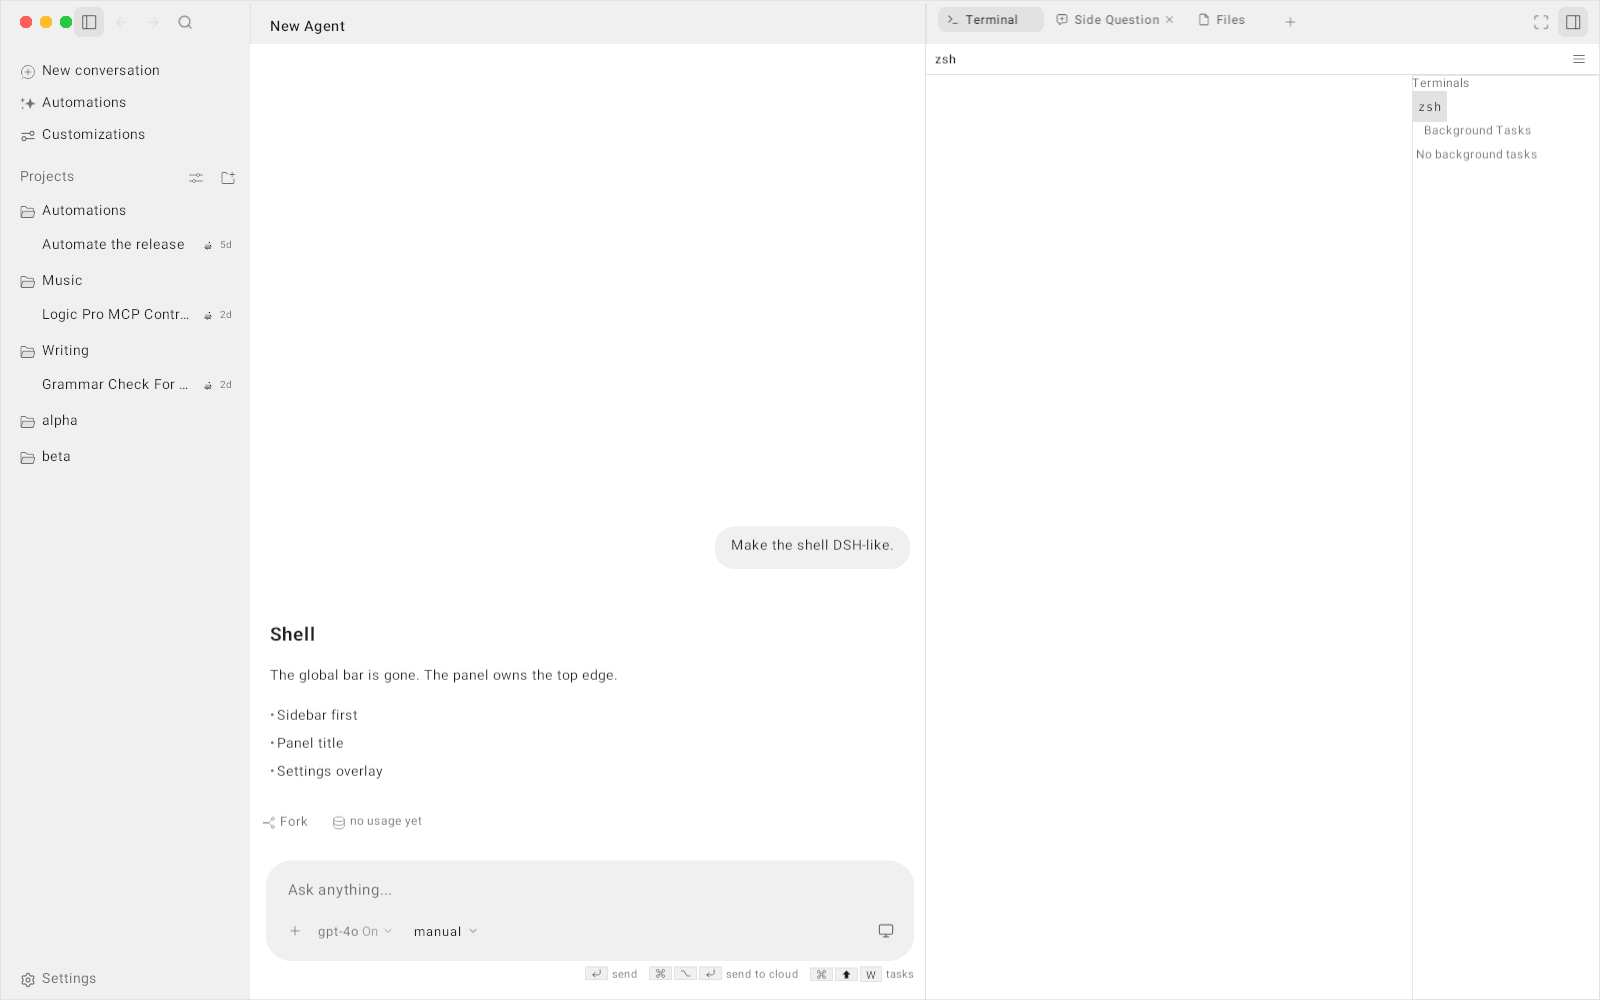 New Agent
Terminal
Side Question
Files
New conversation
Automations
Customizations
Projects
Automations
Automate the release 5d
Music
Logic Pro MCP Contr... 2d
Writing
Grammar Check For ... 2d
alpha
beta
Settings
Make the shell DSH-like.
Shell
The global bar is gone. The panel owns the top edge.
• Sidebar first
• Panel title
• Settings overlay
Fork no usage yet
Ask anything...
gpt-4o On manual
send send to cloud W tasks
zsh
Terminals
zsh
Background Tasks
No background tasks